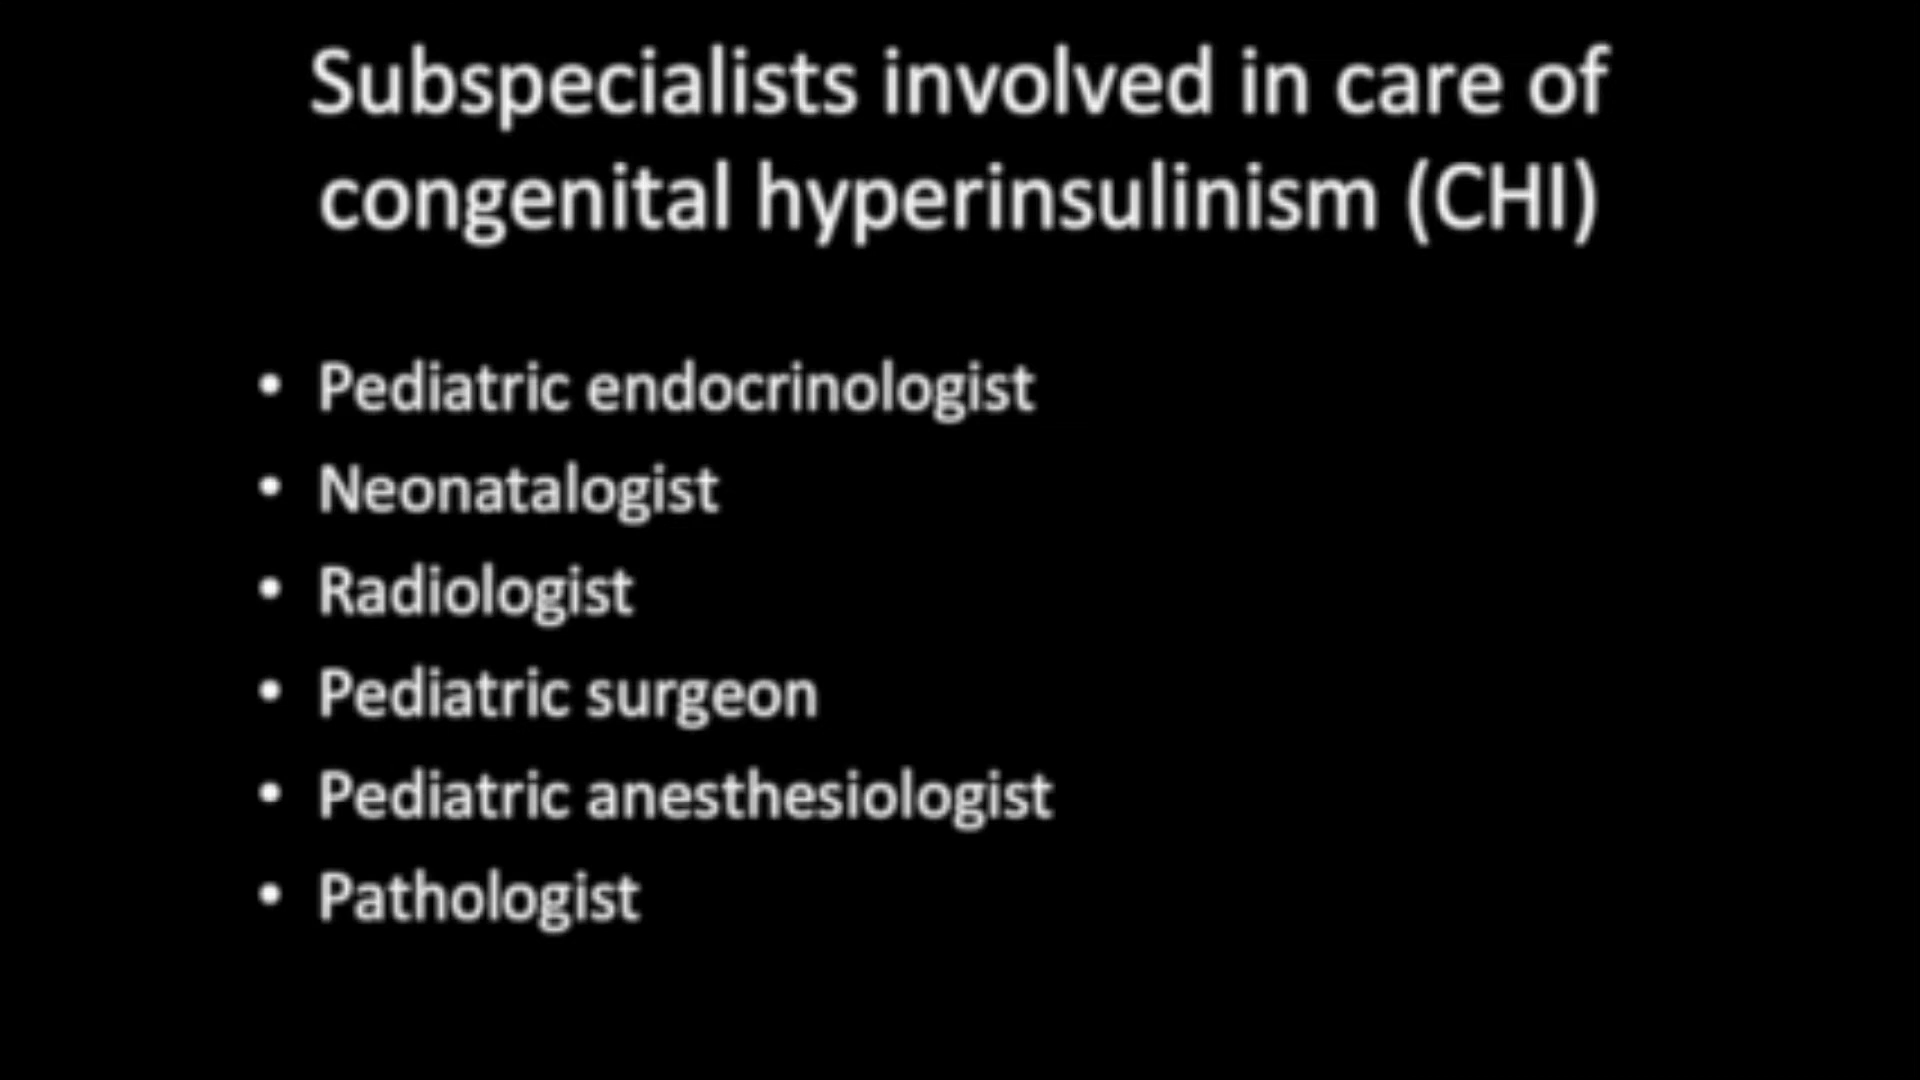 Subspecialists involved in care of
congenital hyperinsulinism (CHI)
• Pediatric endocrinologist
• Neonatalogist
• Radiologist
• Pediatric surgeon
• Pediatric anesthesiologist
• Pathologist